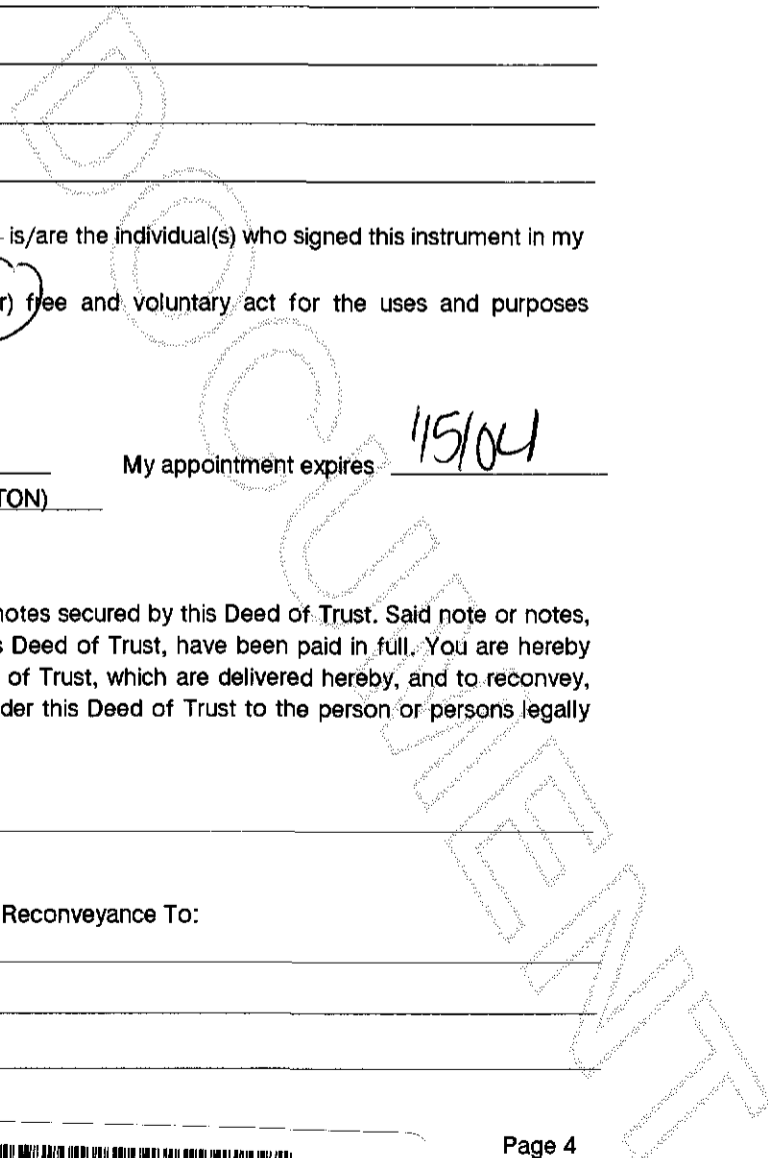 is/are the individual(s) who signed this instrument in my
r) free and voluntary act for the uses and purposes
My appointment expires 1/5/04
TON)
notes secured by this Deed of Trust. Said note or notes,
s Deed of Trust, have been paid in full. You are hereby
of Trust, which are delivered hereby, and to reconvey,
der this Deed of Trust to the person or persons legally
Reconveyance To:
Page 4
DOCUMENT